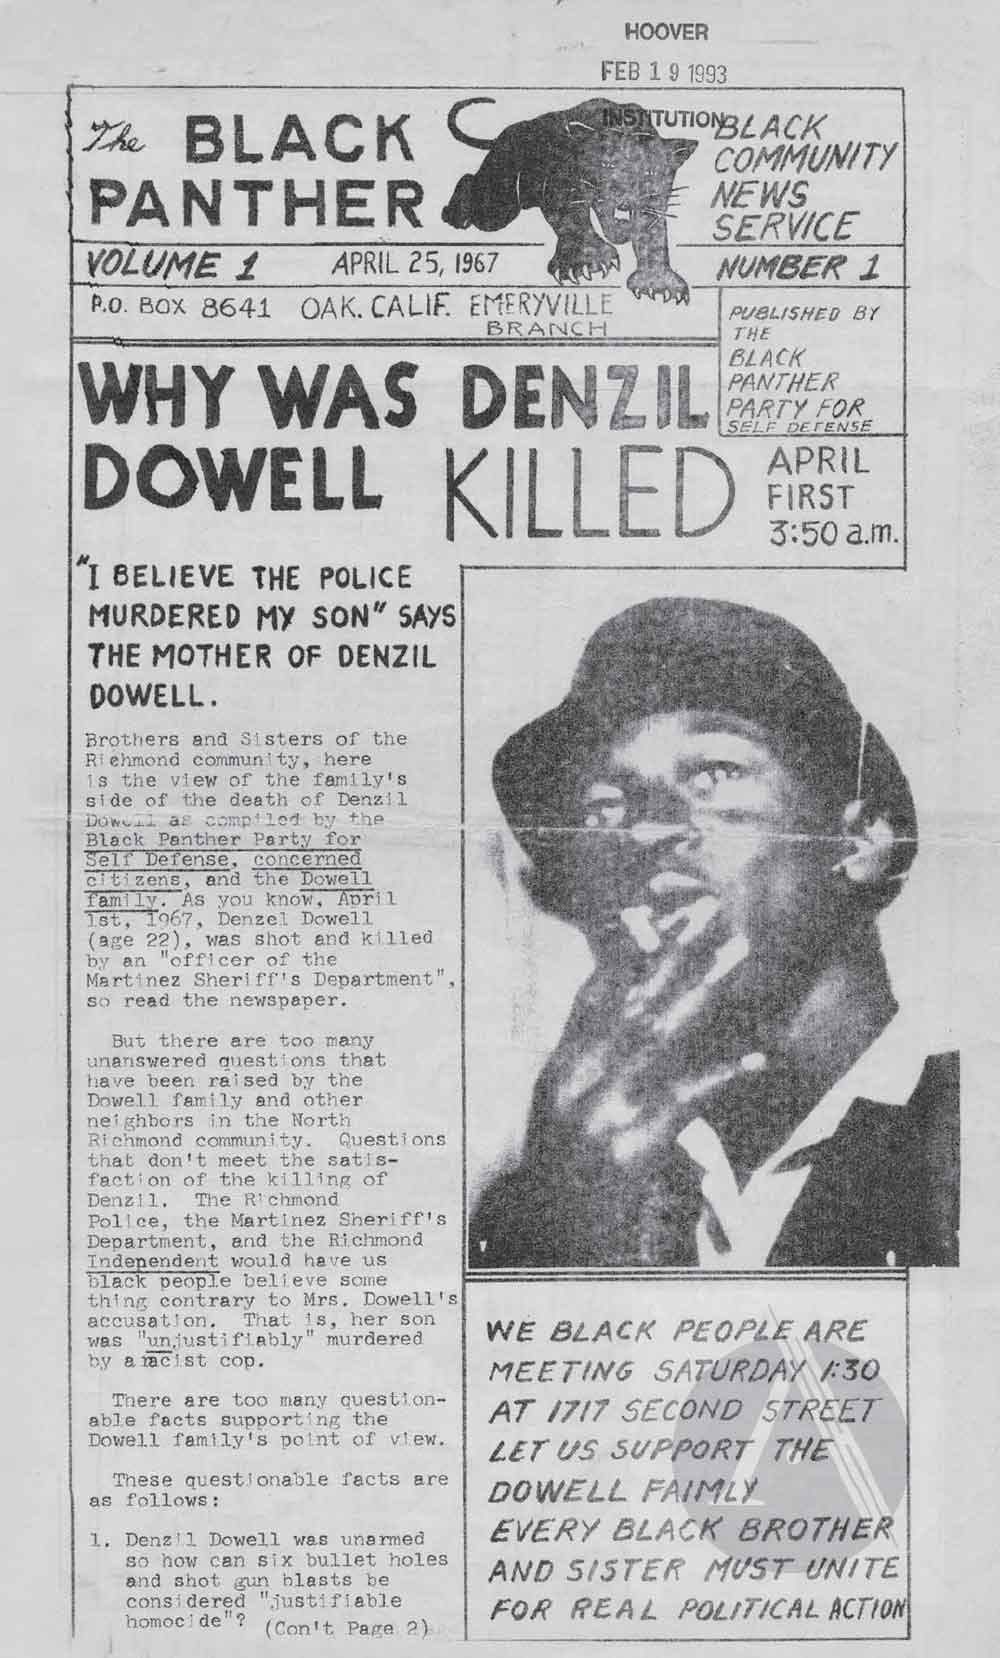 HOOVER
FEB 19 1993
INSTITUTION
The BLACK
PANTHER
BLACK
COMMUNITY
NEWS
SERVICE
VOLUME 1 APRIL 25, 1967 NUMBER 1
P.O. BOX 8641 OAK. CALIF. EMERYVILLE
BRANCH
PUBLISHED BY
THE
BLACK
PANTHER
PARTY FOR
SELF DEFENSE
WHY WAS DENZIL
DOWELL KILLED
APRIL
FIRST
3:50 a.m.
"I BELIEVE THE POLICE
MURDERED MY SON" SAYS
THE MOTHER OF DENZIL
DOWELL.
Brothers and Sisters of the
Richmond community, here
is the view of the family's
side of the death of Denzil
Dowell as compiled by the
Black Panther Party for
Self Defense, concerned
citizens, and the Dowell
family. As you know, April
1st, 1967, Denzel Dowell
(age 22), was shot and killed
by an "officer of the
Martinez Sheriff's Department",
so read the newspaper.
But there are too many
unanswered questions that
have been raised by the
Dowell family and other
neighbors in the North
Richmond community. Questions
that don't meet the satis-
faction of the killing of
Denzil. The Richmond
Police, the Martinez Sheriff's
Department, and the Richmond
Independent would have us
black people believe some
thing contrary to Mrs. Dowell's
accusation. That is, her son
was "unjustifiably" murdered
by a racist cop.
There are too many question-
able facts supporting the
Dowell family's point of view.
These questionable facts are
as follows:
1. Denzil Dowell was unarmed
so how can six bullet holes
and shot gun blasts be
considered "justifiable
homocide"? (Con't Page 2)
WE BLACK PEOPLE ARE
MEETING SATURDAY 1:30
AT 1717 SECOND STREET
LET US SUPPORT THE
DOWELL FAIMLY
EVERY BLACK BROTHER
AND SISTER MUST UNITE
FOR REAL POLITICAL ACTION